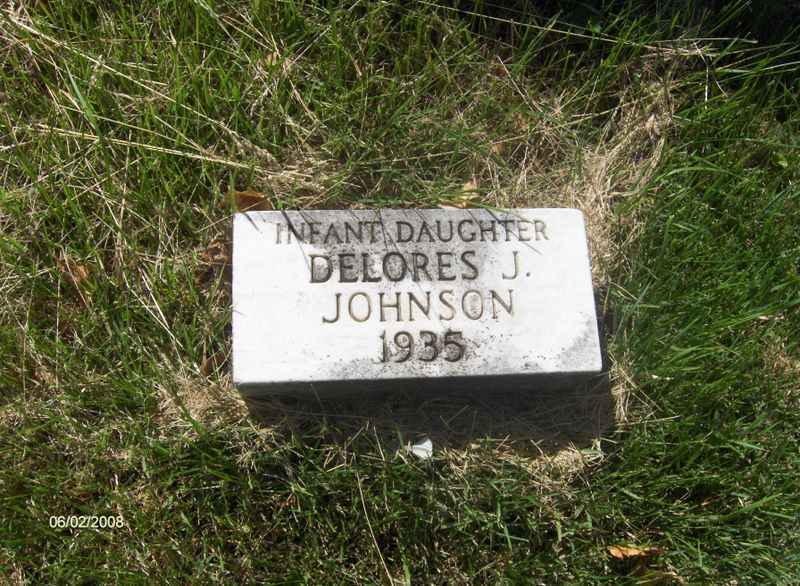 INFANT DAUGHTER
DELORES J.
JOHNSON
1935
06/02/2008